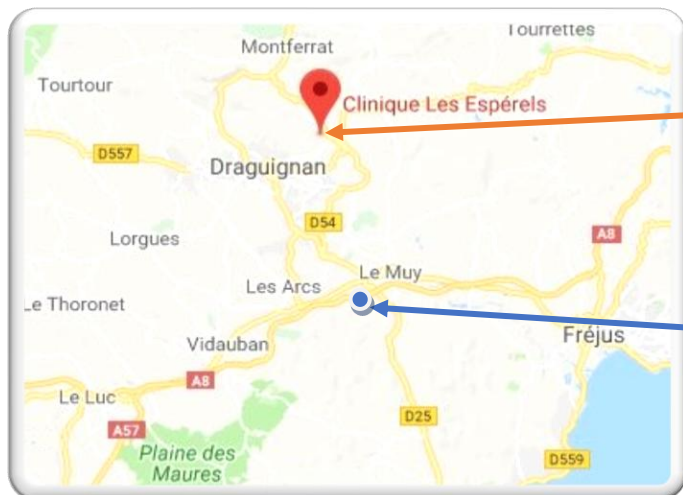 Tourrettes
Montferrat
Tourtour
Clinique Les Espérels
D557
Draguignan
D54
A8
Lorgues
Le Muy
Les Arcs
Le Thoronet
Fréjus
Vidauban
A8
Le Luc
D25
A57
Plaine des
Maures
D559